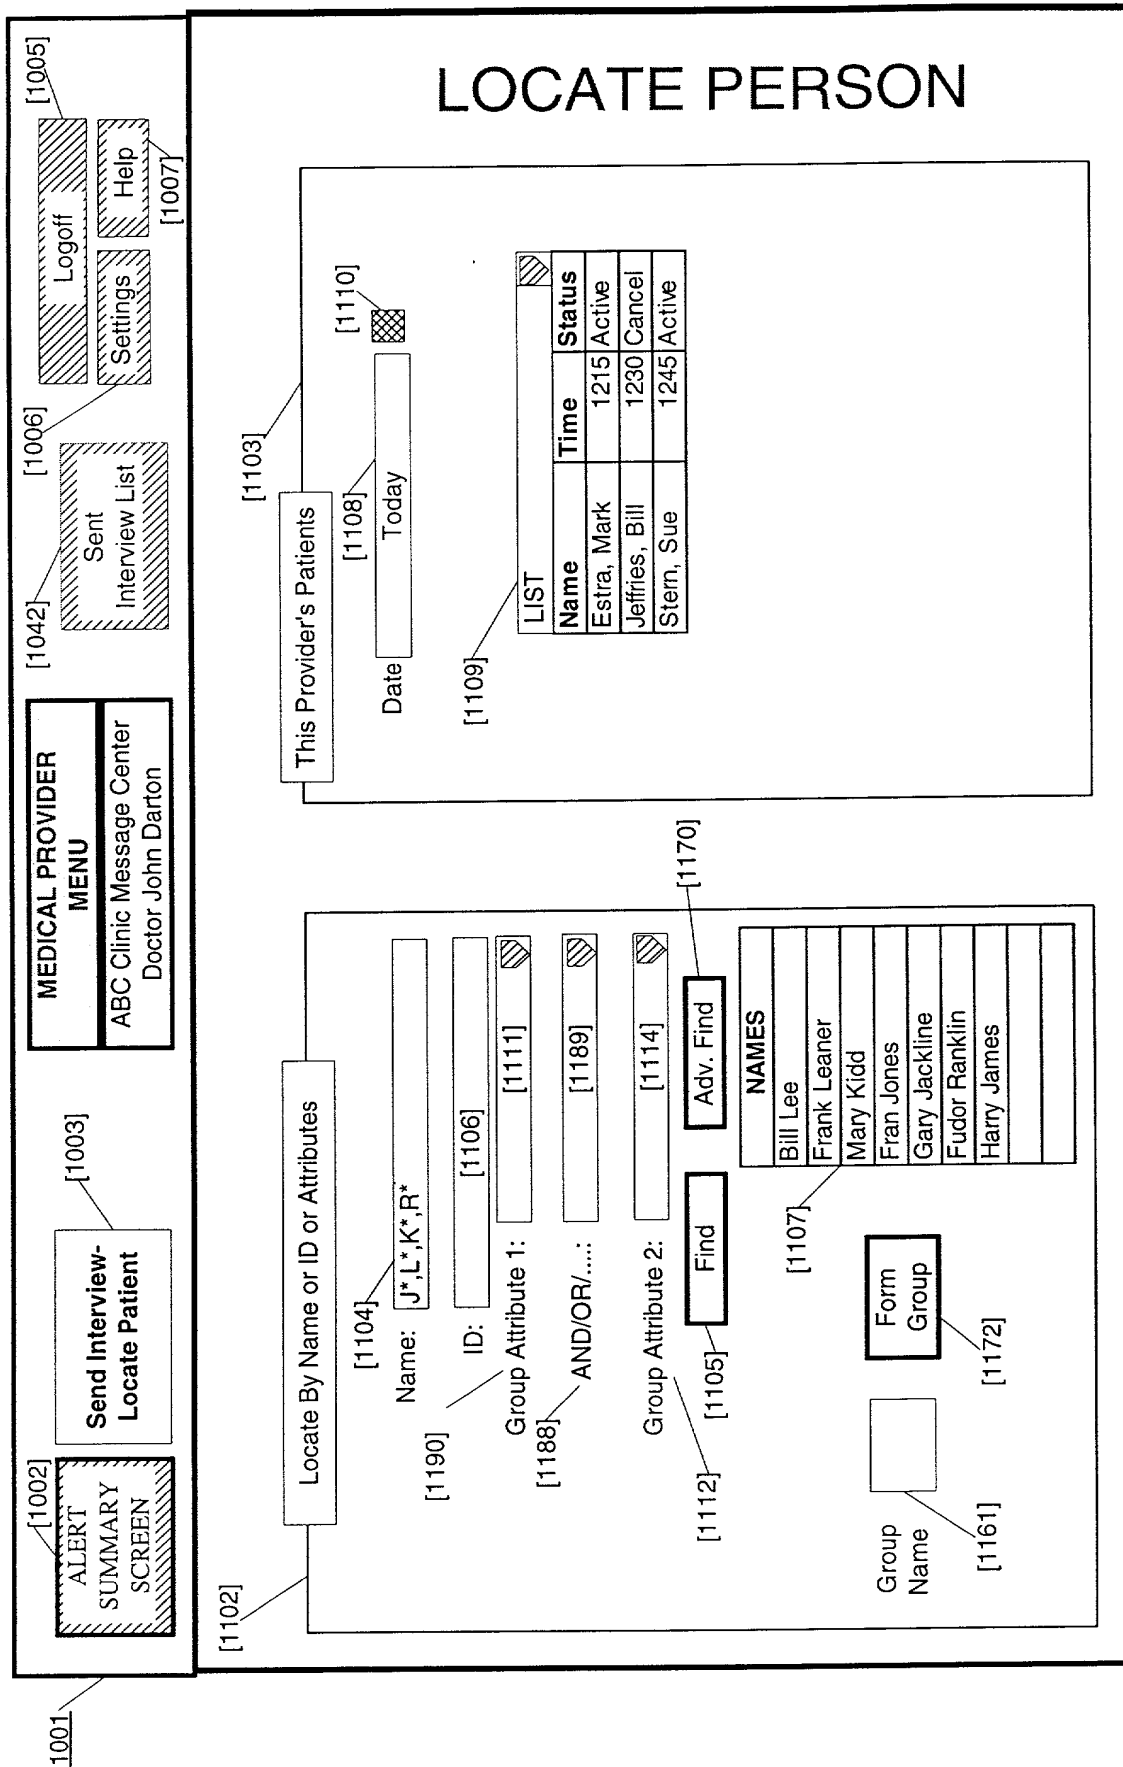 1001
[1002]
ALERT
SUMMARY
SCREEN
[1003]
Send Interview-
Locate Patient
MEDICAL PROVIDER
MENU
ABC Clinic Message Center
Doctor John Darton
[1042]
Sent
Interview List
[1005]
Logoff
[1006]
Settings
Help
[1007]
[1102]
Locate By Name or ID or Attributes
[1104]
Name: J*,L*,K*,R*
ID: [1106]
[1190]
Group Attribute 1: [1111]
[1188]
AND/OR/....: [1189]
Group Attribute 2: [1114]
[1112]
[1105]
Find
Adv. Find
[1170]
NAMES
Bill Lee
Frank Leaner
Mary Kidd
Fran Jones
Gary Jackline
Fudor Ranklin
Harry James
[1107]
Group
Name
[1161]
Form
Group
[1172]
[1103]
This Provider's Patients
[1108]
Date Today
[1110]
[1109]
LIST
Name Time Status
Estra, Mark 1215 Active
Jeffries, Bill 1230 Cancel
Stern, Sue 1245 Active
LOCATE PERSON